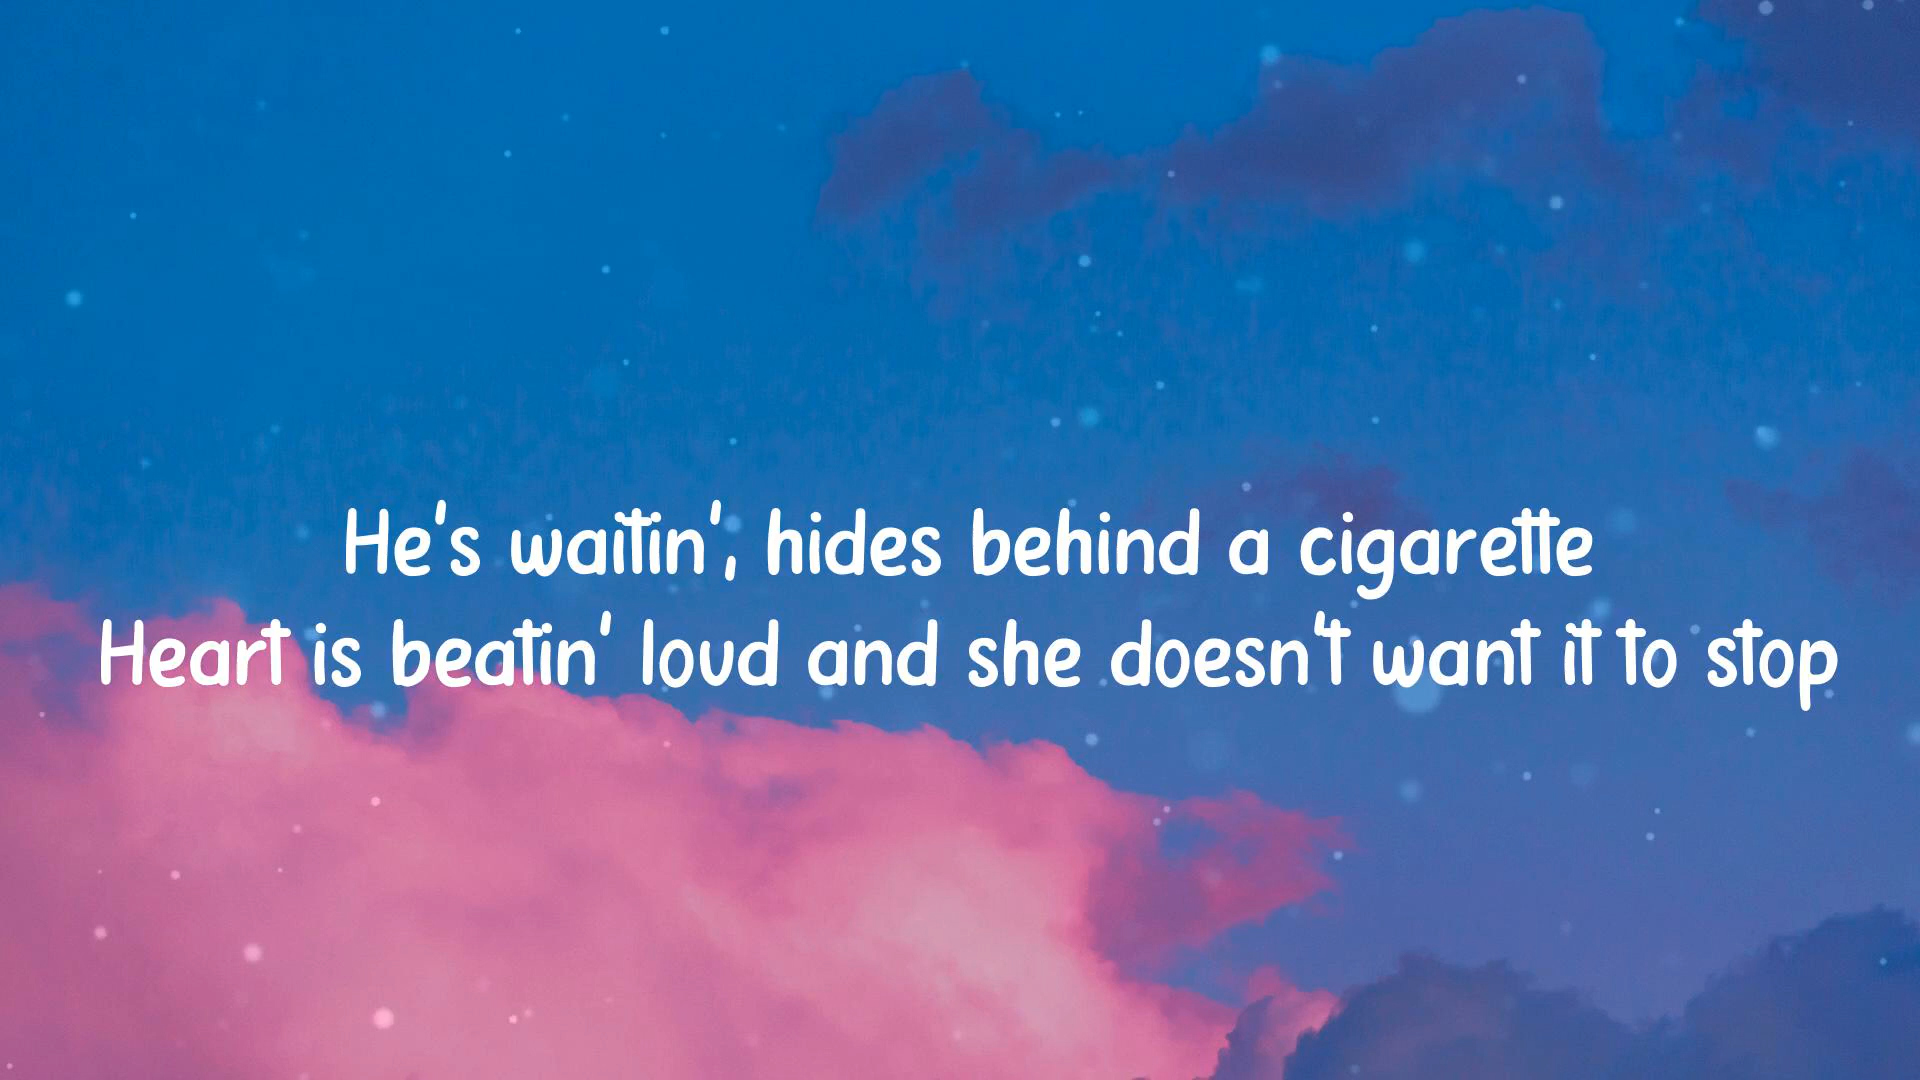 He's waitin', hides behind a cigarette
Heart is beatin' loud and she doesn't want it to stop